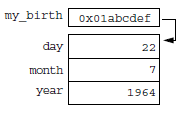 my_birth 0x01abcdef
day 22
month 7
year 1964